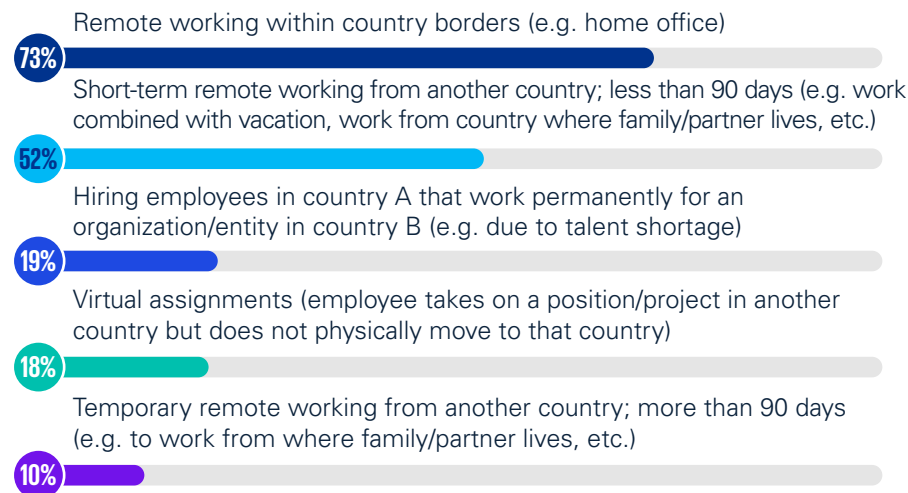 Remote working within country borders (e.g. home office)
73%
Short-term remote working from another country; less than 90 days (e.g. work
combined with vacation, work from country where family/partner lives, etc.)
52%
Hiring employees in country A that work permanently for an
organization/entity in country B (e.g. due to talent shortage)
19%
Virtual assignments (employee takes on a position/project in another
country but does not physically move to that country)
18%
Temporary remote working from another country; more than 90 days
(e.g. to work from where family/partner lives, etc.)
10%